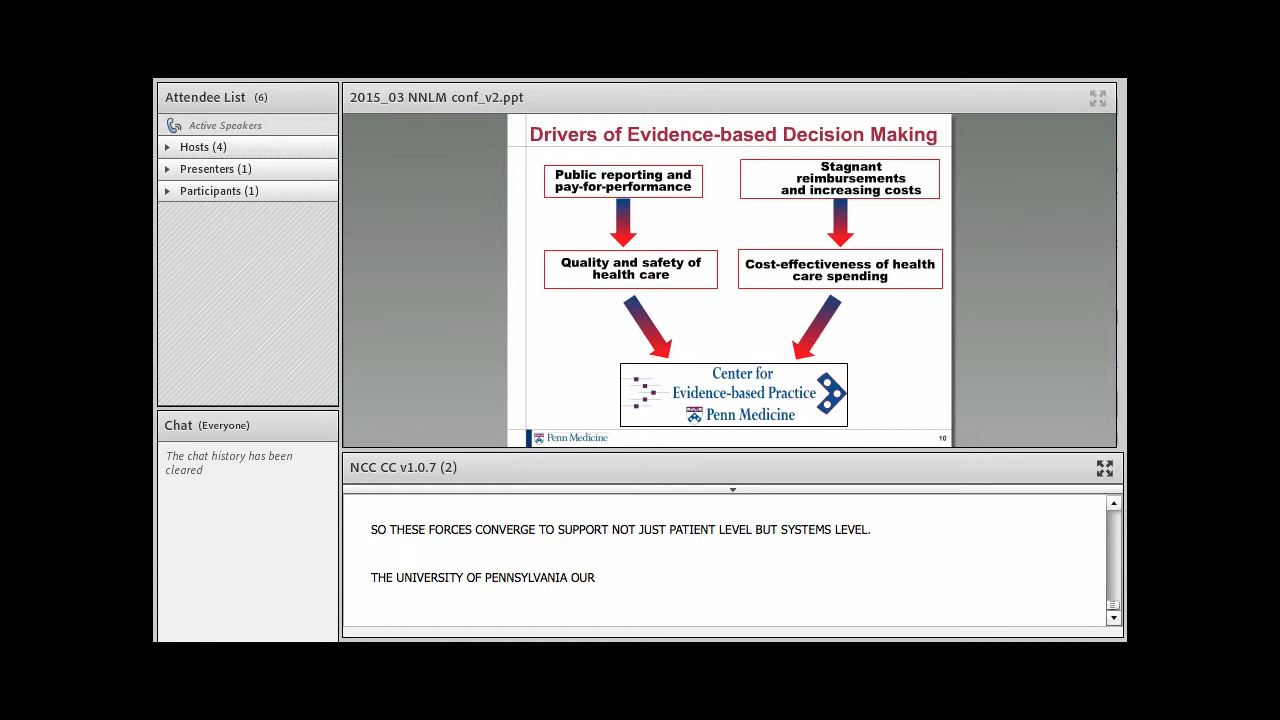 Attendee List (6)
Active Speakers
Hosts (4)
Presenters (1)
Participants (1)
Chat (Everyone)
The chat history has been
cleared
2015_03 NNLM conf_v2.ppt
Drivers of Evidence-based Decision Making
Public reporting and
pay-for-performance
Stagnant
reimbursements
and increasing costs
Quality and safety of
health care
Cost-effectiveness of health
care spending
Center for
Evidence-based Practice
Penn Medicine
Penn Medicine
10
NCC CC v1.0.7 (2)
SO THESE FORCES CONVERGE TO SUPPORT NOT JUST PATIENT LEVEL BUT SYSTEMS LEVEL.
THE UNIVERSITY OF PENNSYLVANIA OUR